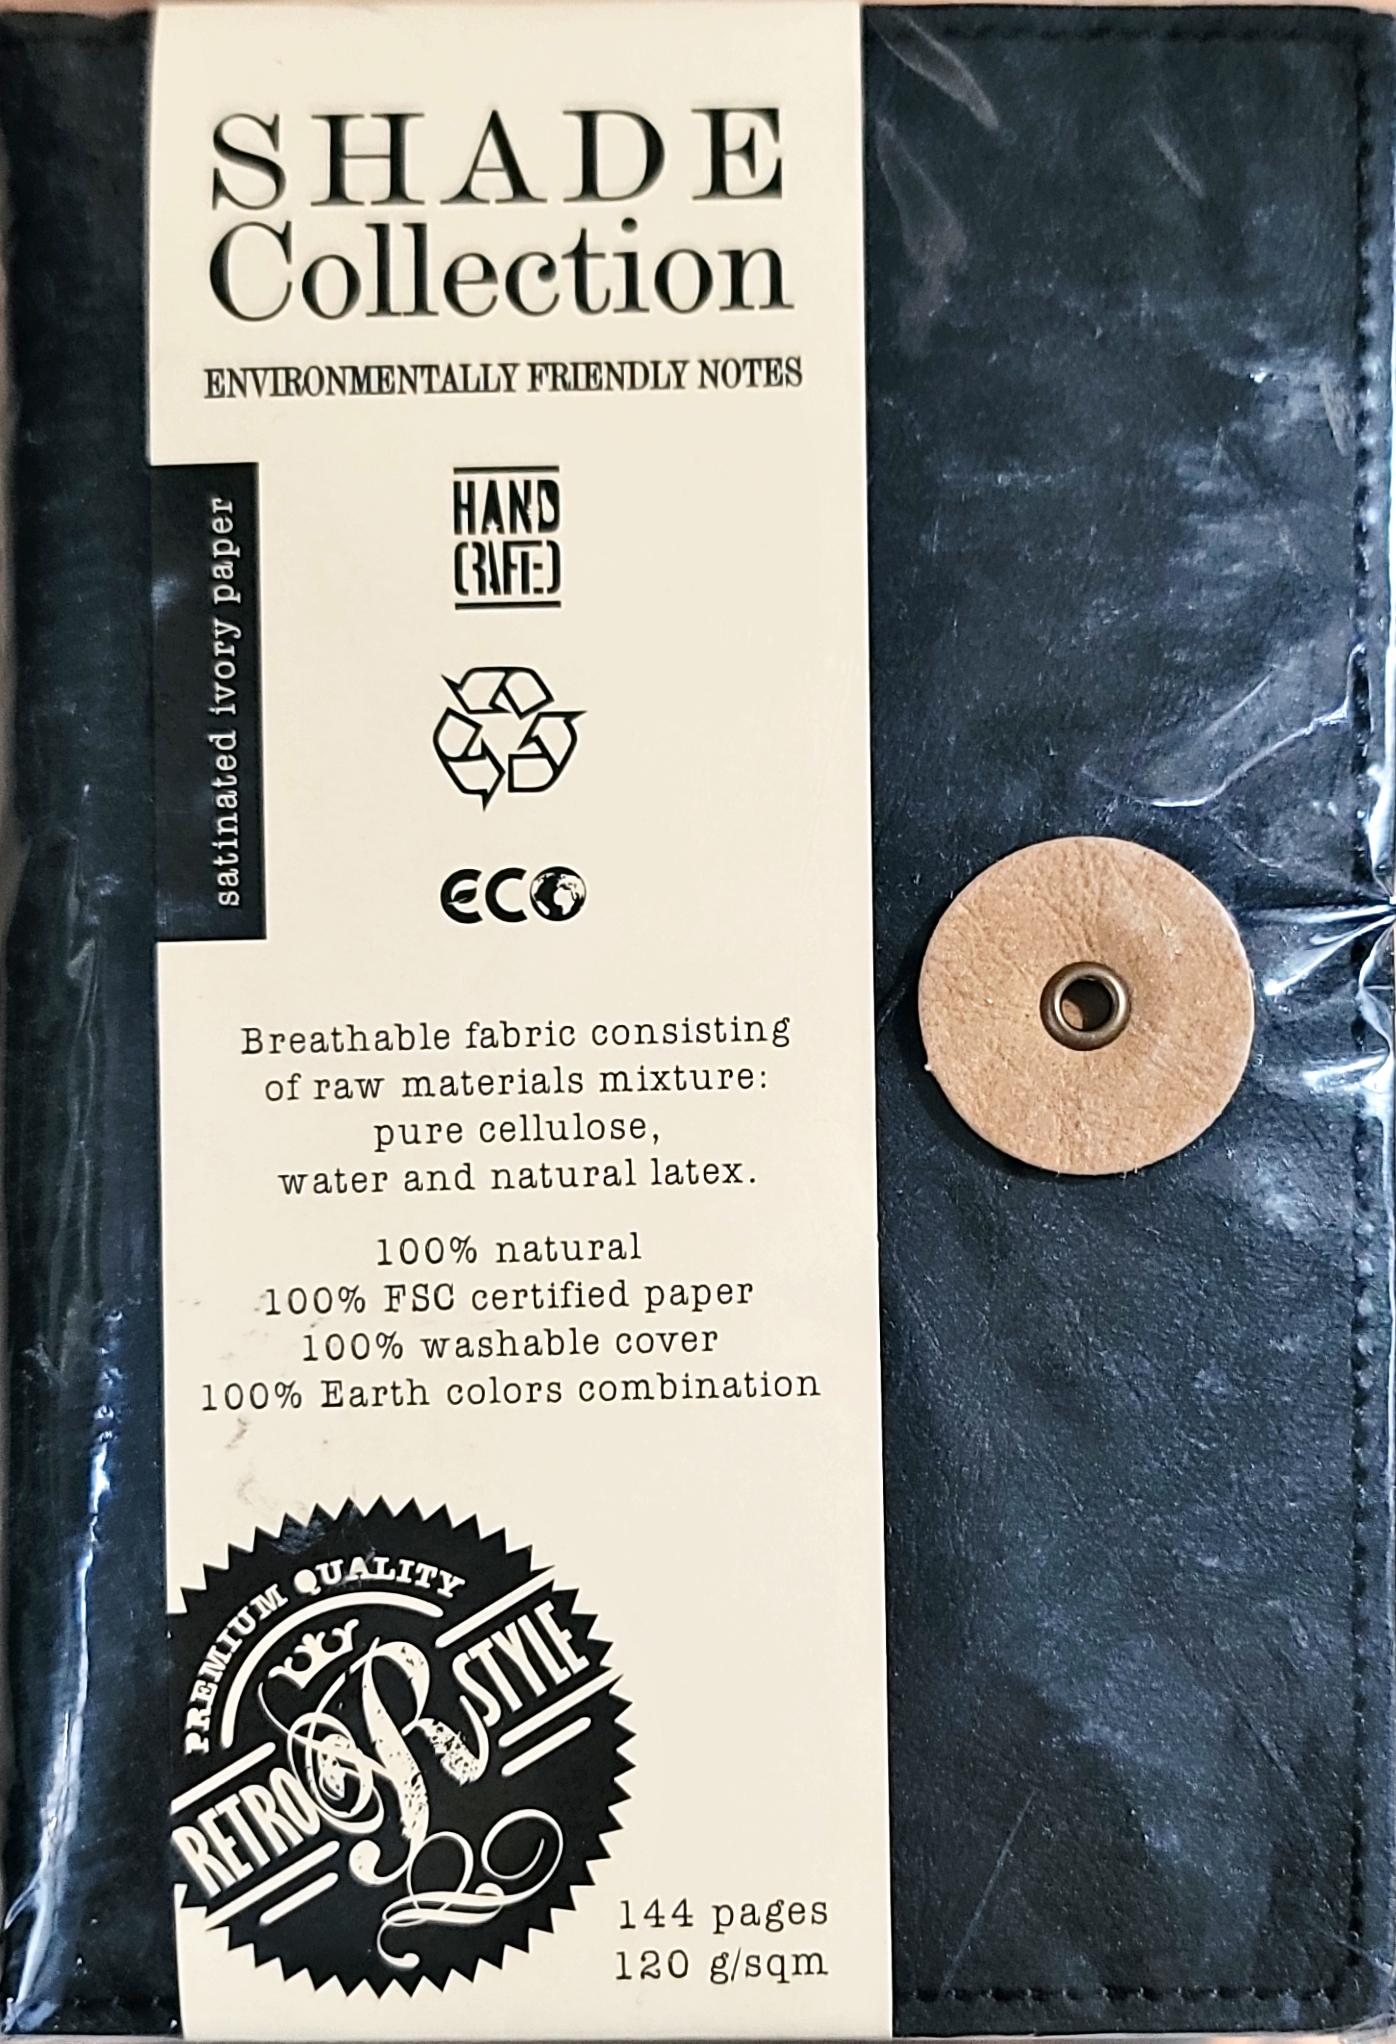 SHADE
Collection
ENVIRONMENTALLY FRIENDLY NOTES
satinated ivory paper
HAND
CRAFTED
ECO
Breathable fabric consisting
of raw materials mixture:
pure cellulose,
water and natural latex.
100% natural
100% FSC certified paper
100% washable cover
100% Earth colors combination
PREMIUM QUALITY
RETRO R STYLE
144 pages
120 g/sqm